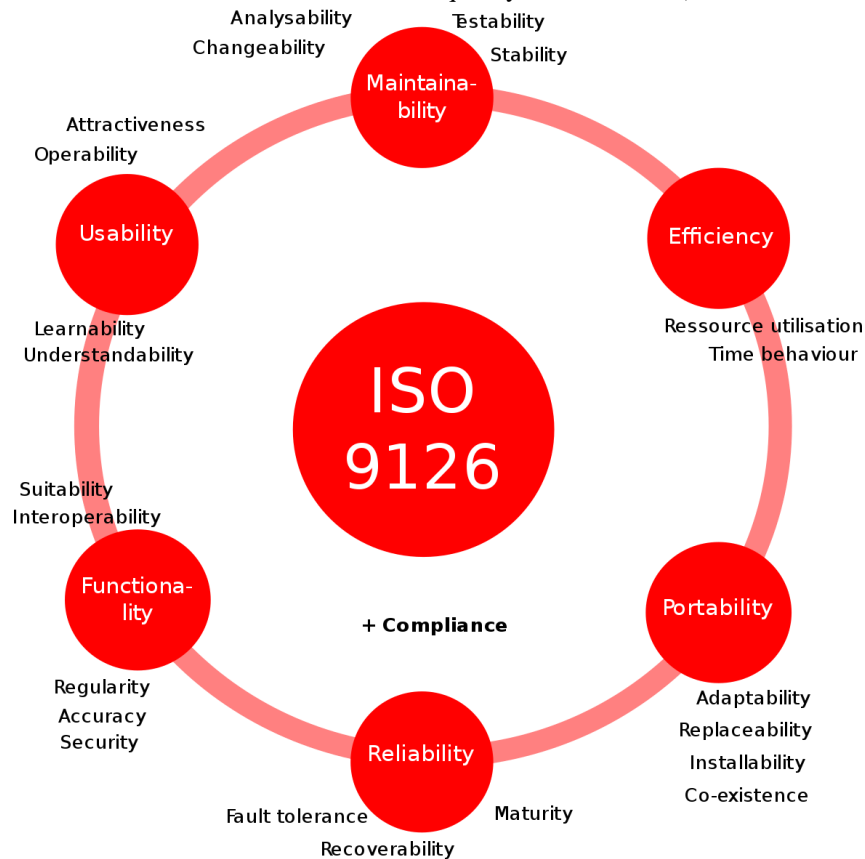 Analysability
Testability
Changeability
Stability
Maintaina-
bility
Attractiveness
Operability
Usability
Efficiency
Learnability
Understandability
Ressource utilisation
Time behaviour
ISO
9126
Suitability
Interoperability
Functiona-
lity
Portability
+ Compliance
Regularity
Accuracy
Security
Adaptability
Replaceability
Installability
Co-existence
Reliability
Fault tolerance
Maturity
Recoverability